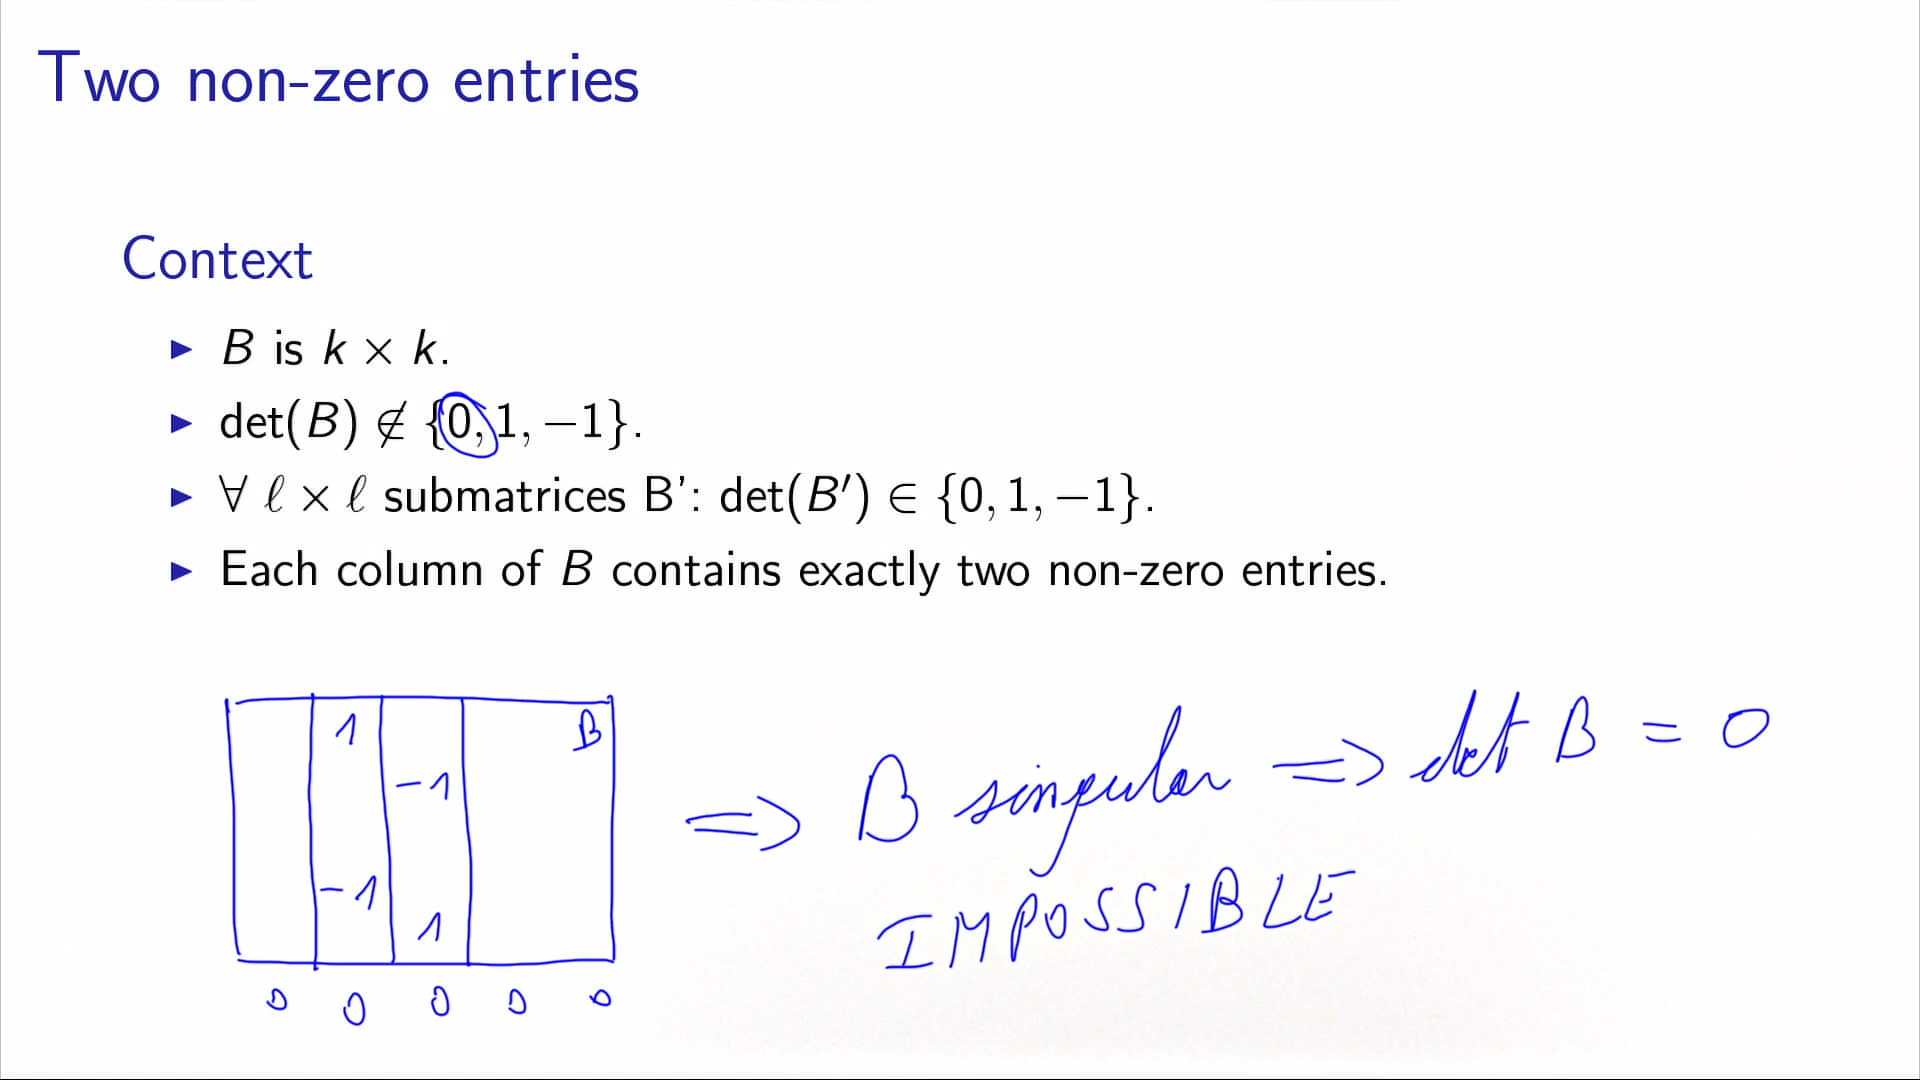 Two non-zero entries
Context
▶ B is k × k.
▶ det(B) ∉ {0, 1, −1}.
▶ ∀ ℓ × ℓ submatrices B’: det(B′) ∈ {0, 1, −1}.
▶ Each column of B contains exactly two non-zero entries.
1 B
−1
−1
1
0 0 0 0 0
⇒ B singular ⇒ det B = 0
IMPOSSIBLE